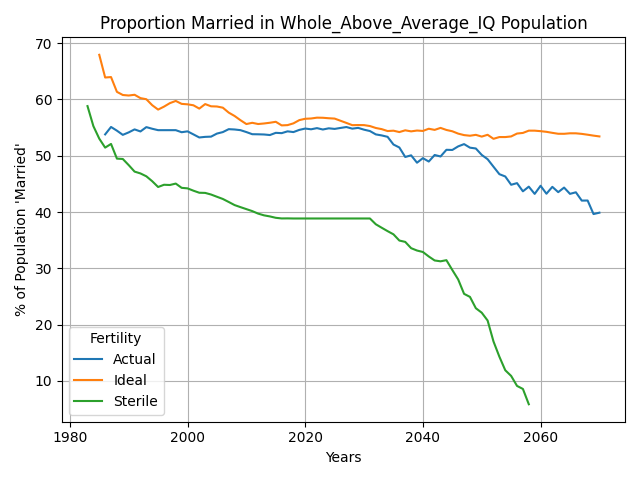 Proportion Married in Whole_Above_Average_IQ Population
% of Population 'Married'
70
60
50
40
30
20
10
Fertility
Actual
Ideal
Sterile
1980 2000 2020 2040 2060
Years